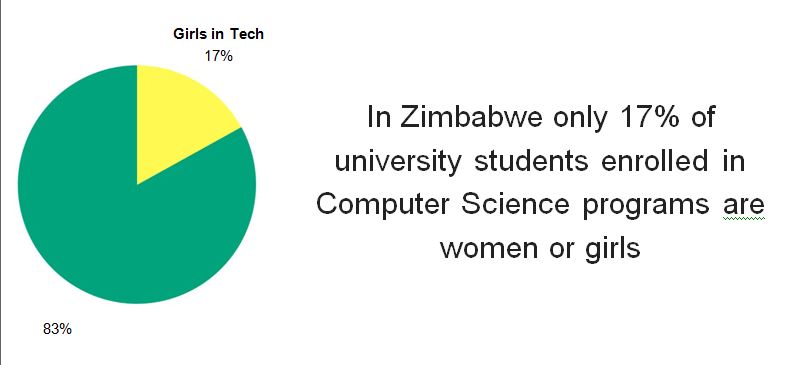 Girls in Tech
17%
In Zimbabwe only 17% of
university students enrolled in
Computer Science programs are
women or girls
83%